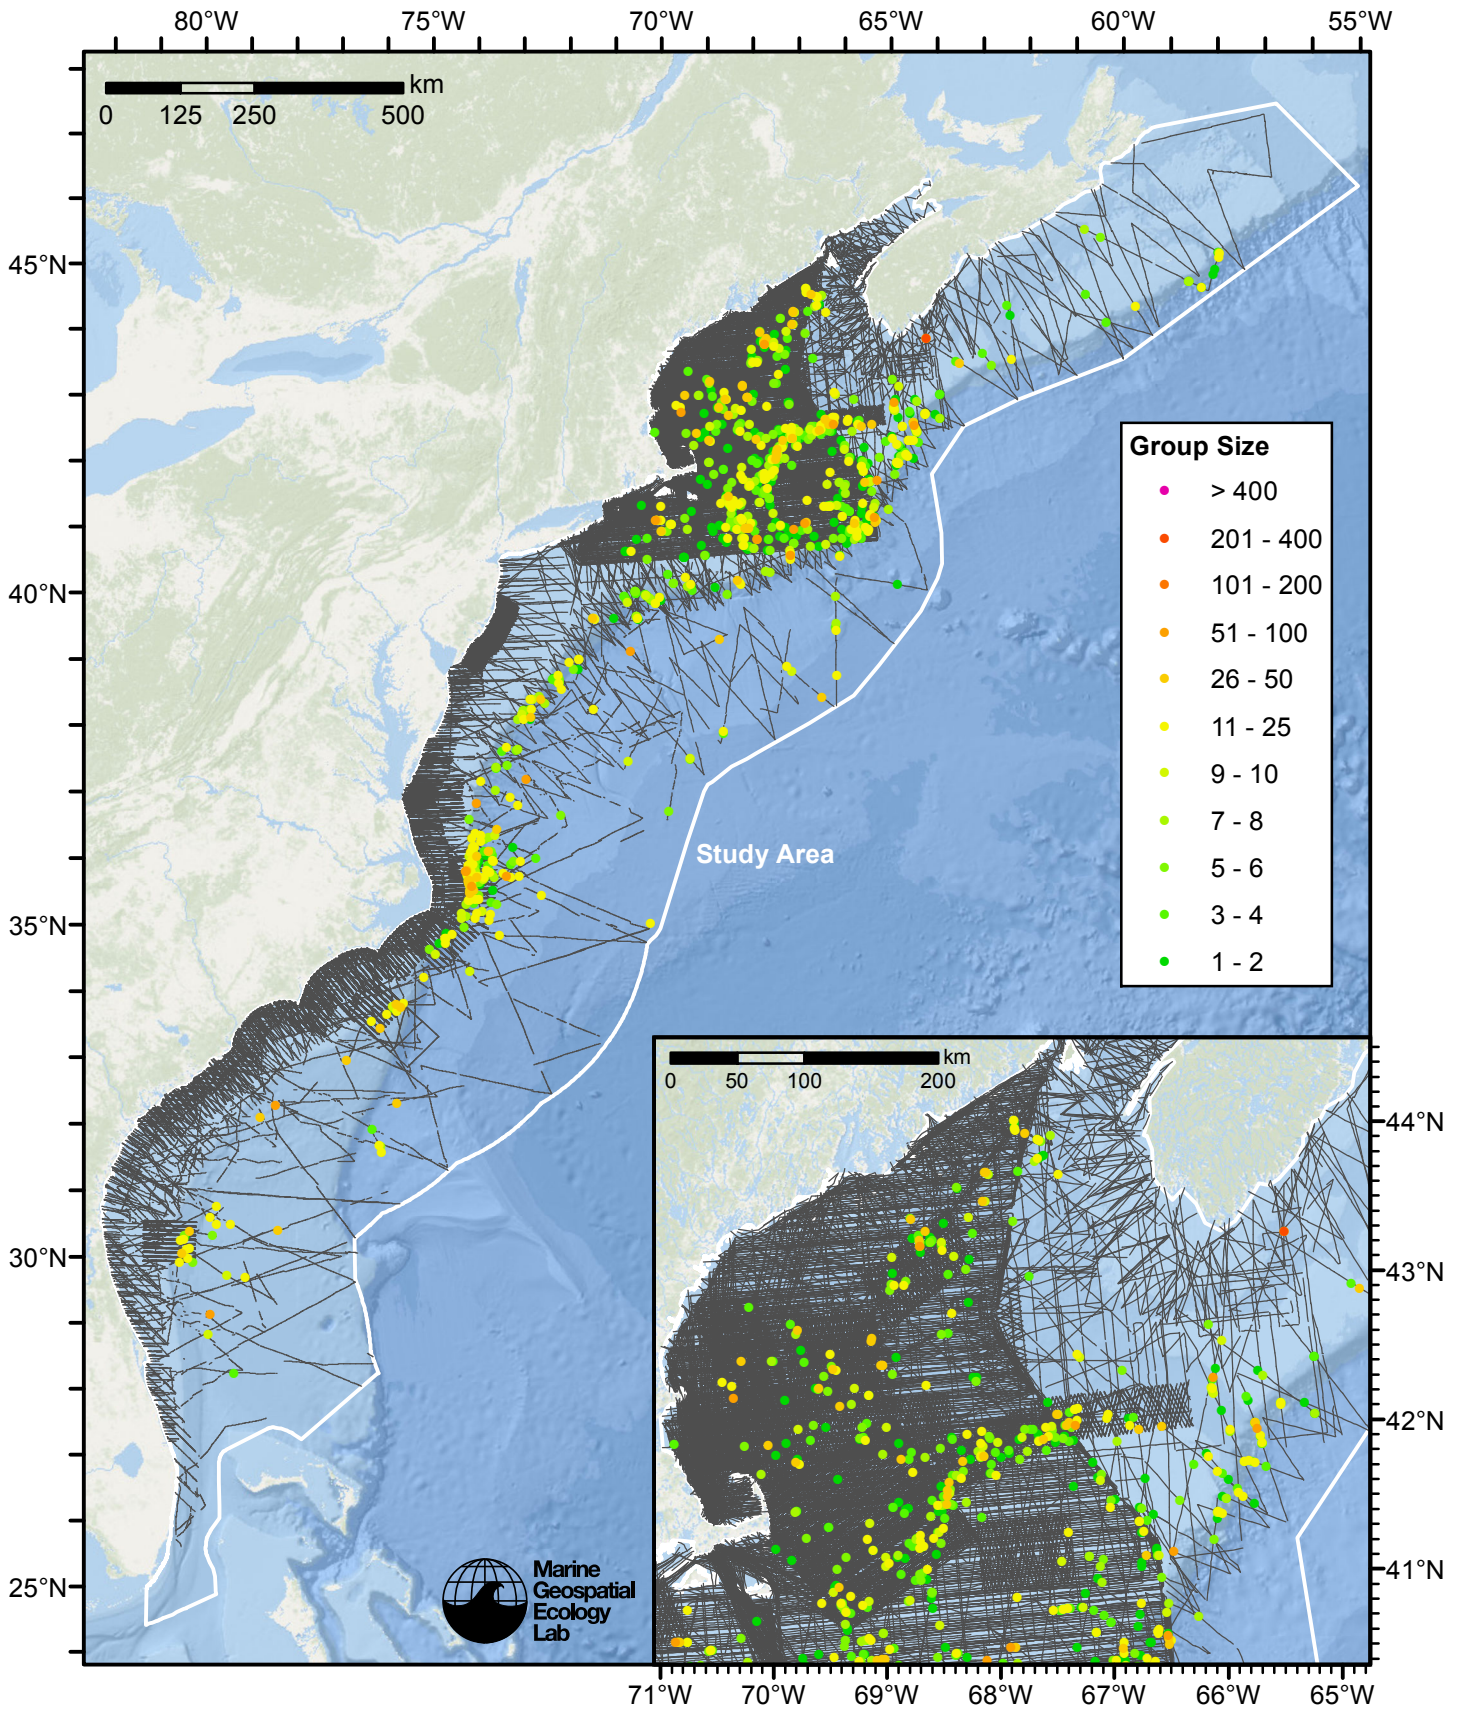 80°W 75°W 70°W 65°W 60°W 55°W
km
0 125 250 500
45°N
40°N
35°N
30°N
25°N
Group Size
> 400
201 - 400
101 - 200
51 - 100
26 - 50
11 - 25
9 - 10
7 - 8
5 - 6
3 - 4
1 - 2
Study Area
km
0 50 100 200
44°N
43°N
42°N
41°N
Marine
Geospatial
Ecology
Lab
71°W 70°W 69°W 68°W 67°W 66°W 65°W